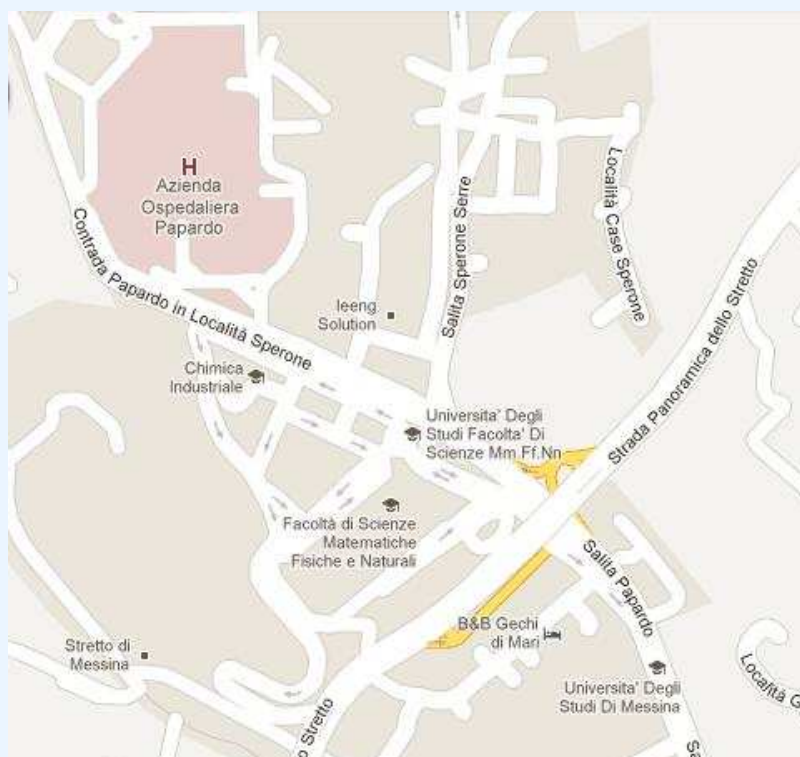 H
Azienda
Ospedaliera
Papardo
Contrada Papardo in Località Sperone
Località Case Sperone
Salita Sperone Serre
Ieeng
Solution
Strada Panoramica dello Stretto
Chimica
Industriale
Universita' Degli
Studi Facolta' Di
Scienze Mm.Ff.Nn
Facoltà di Scienze
Matematiche
Fisiche e Naturali
Salita Papardo
B&B Gechi
di Mari
Stretto di
Messina
Universita' Degli
Studi Di Messina
Località G
o Stretto
Sa